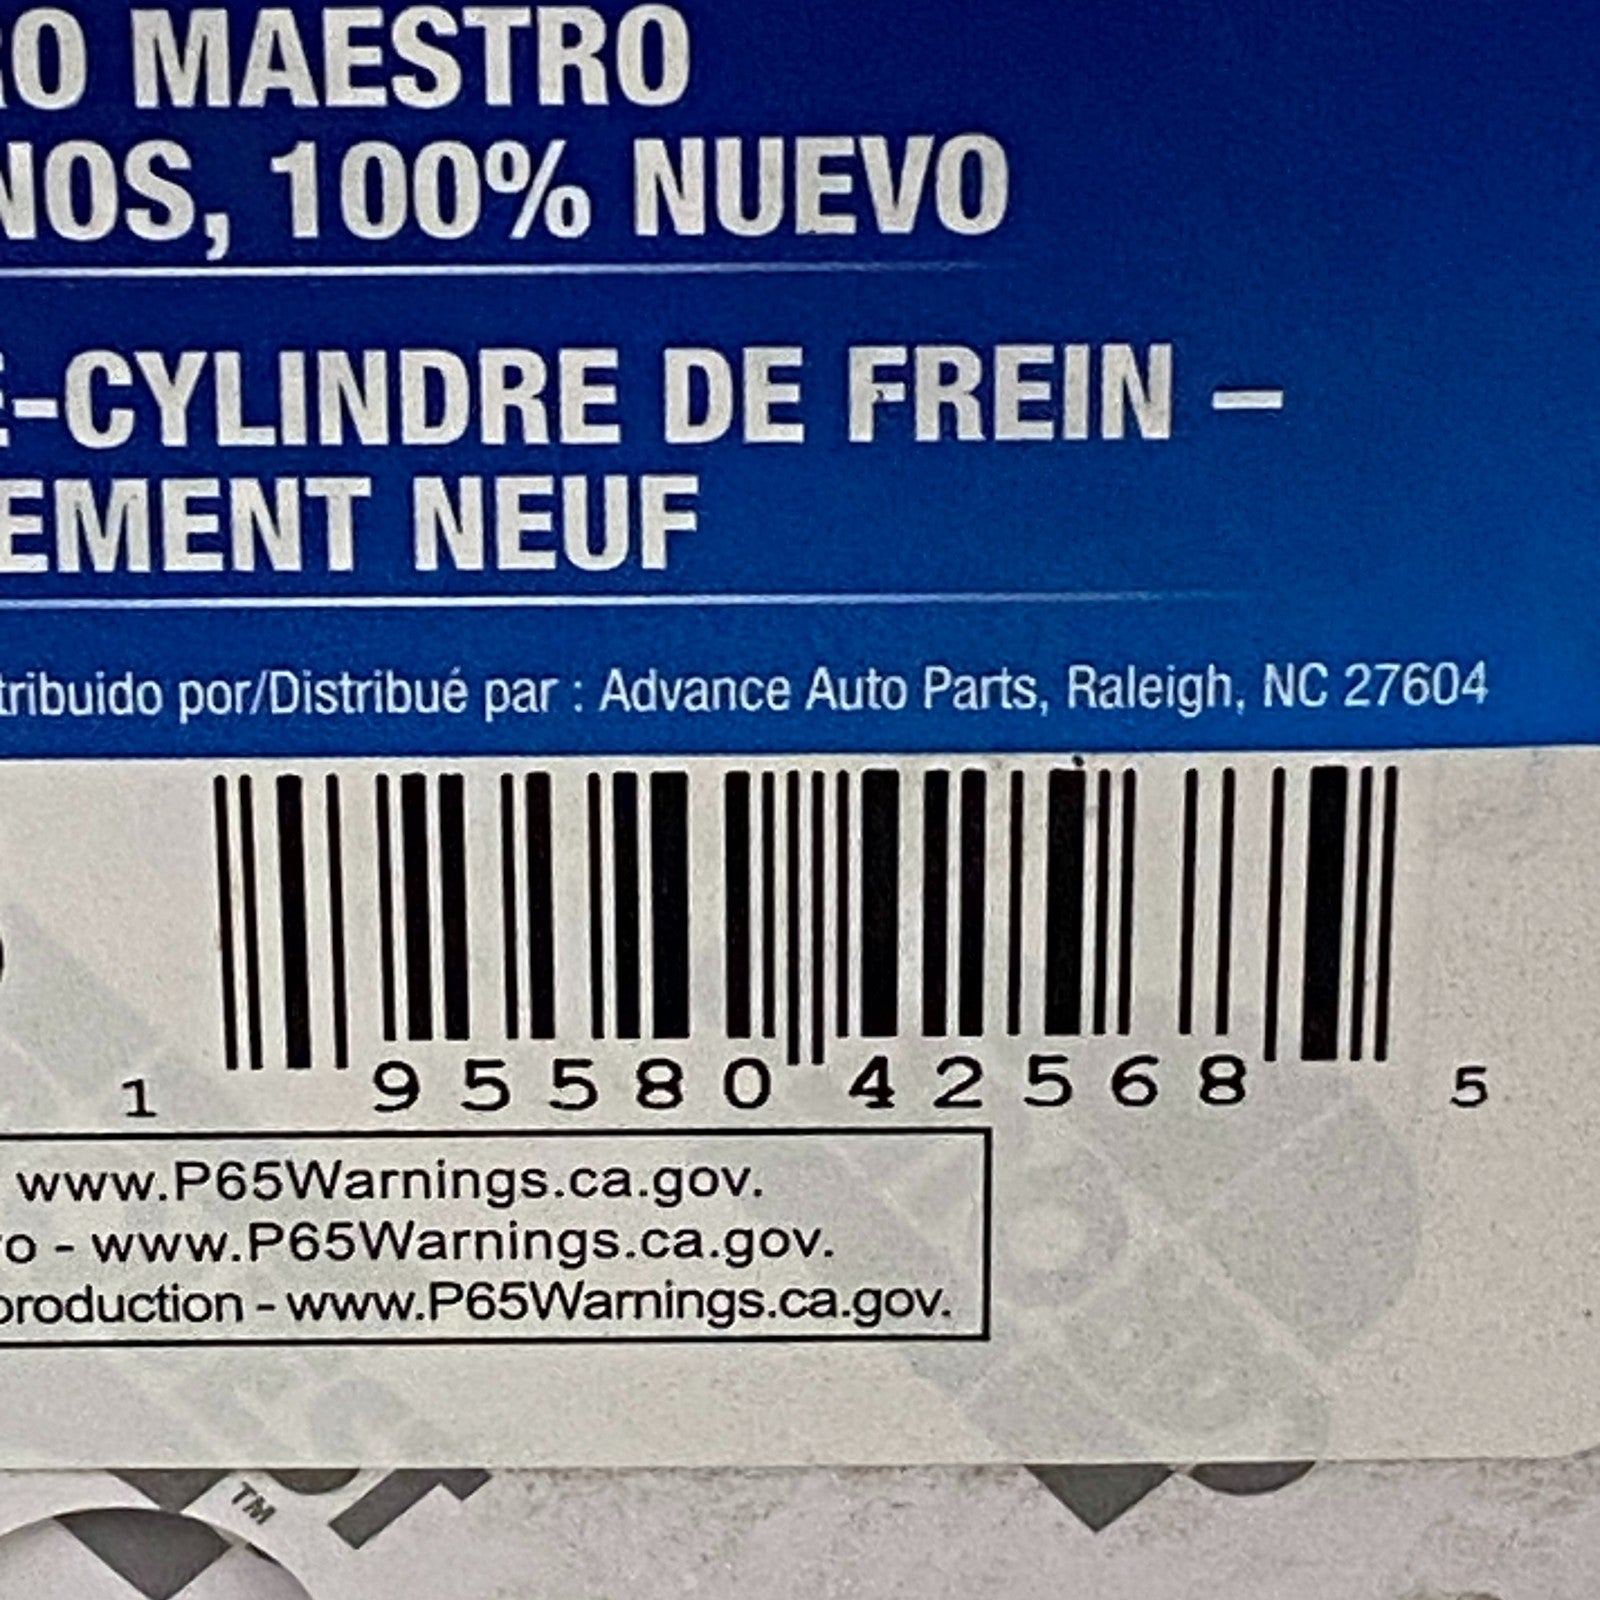 RO MAESTRO
NOS, 100% NUEVO
E-CYLINDRE DE FREIN –
EMENT NEUF
tribuido por/Distribué par : Advance Auto Parts, Raleigh, NC 27604
1 95580 42568 5
www.P65Warnings.ca.gov.
ro - www.P65Warnings.ca.gov.
production - www.P65Warnings.ca.gov.
TM